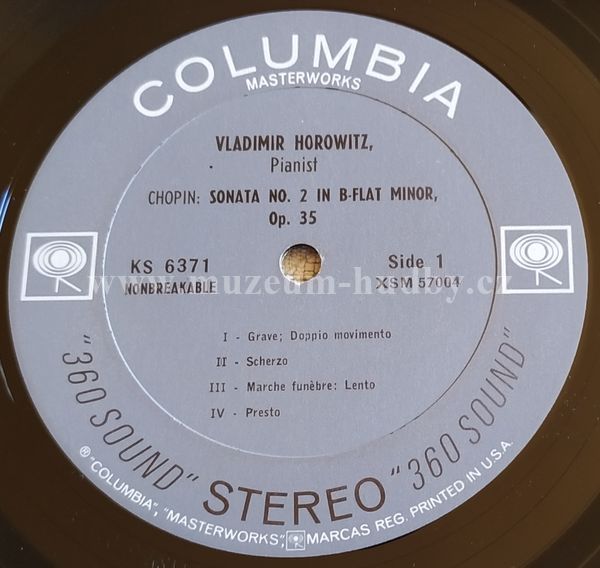 COLUMBIA
MASTERWORKS
VLADIMIR HOROWITZ,
Pianist
CHOPIN: SONATA NO. 2 IN B-FLAT MINOR,
Op. 35
KS 6371
NONBREAKABLE
Side 1
XSM 57004
www.muzeum-hudby.cz
I - Grave; Doppio movimento
II - Scherzo
III - Marche funèbre: Lento
IV - Presto
"360 SOUND" STEREO "360 SOUND"
® "COLUMBIA", "MASTERWORKS", MARCAS REG. PRINTED IN U.S.A.